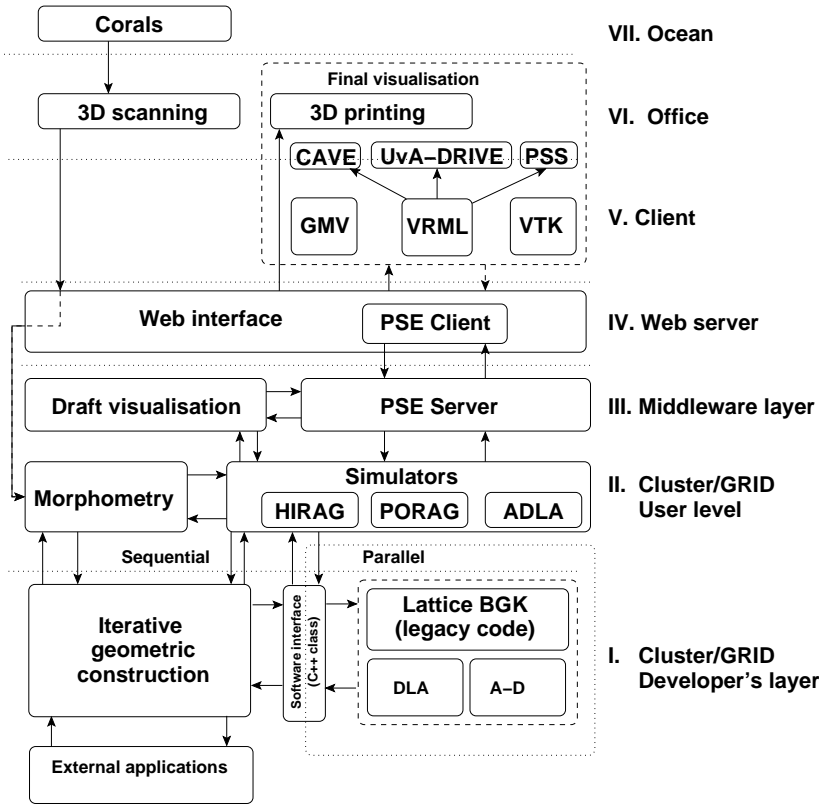 Corals
VII. Ocean
Final visualisation
3D scanning
3D printing
VI. Office
CAVE
UvA–DRIVE
PSS
GMV
VRML
VTK
V. Client
Web interface
PSE Client
IV. Web server
Draft visualisation
PSE Server
III. Middleware layer
Morphometry
Simulators
HIRAG
PORAG
ADLA
II. Cluster/GRID
User level
Sequential
Parallel
Iterative
geometric
construction
Software interface
(C++ class)
Lattice BGK
(legacy code)
DLA
A–D
I. Cluster/GRID
Developer's layer
External applications